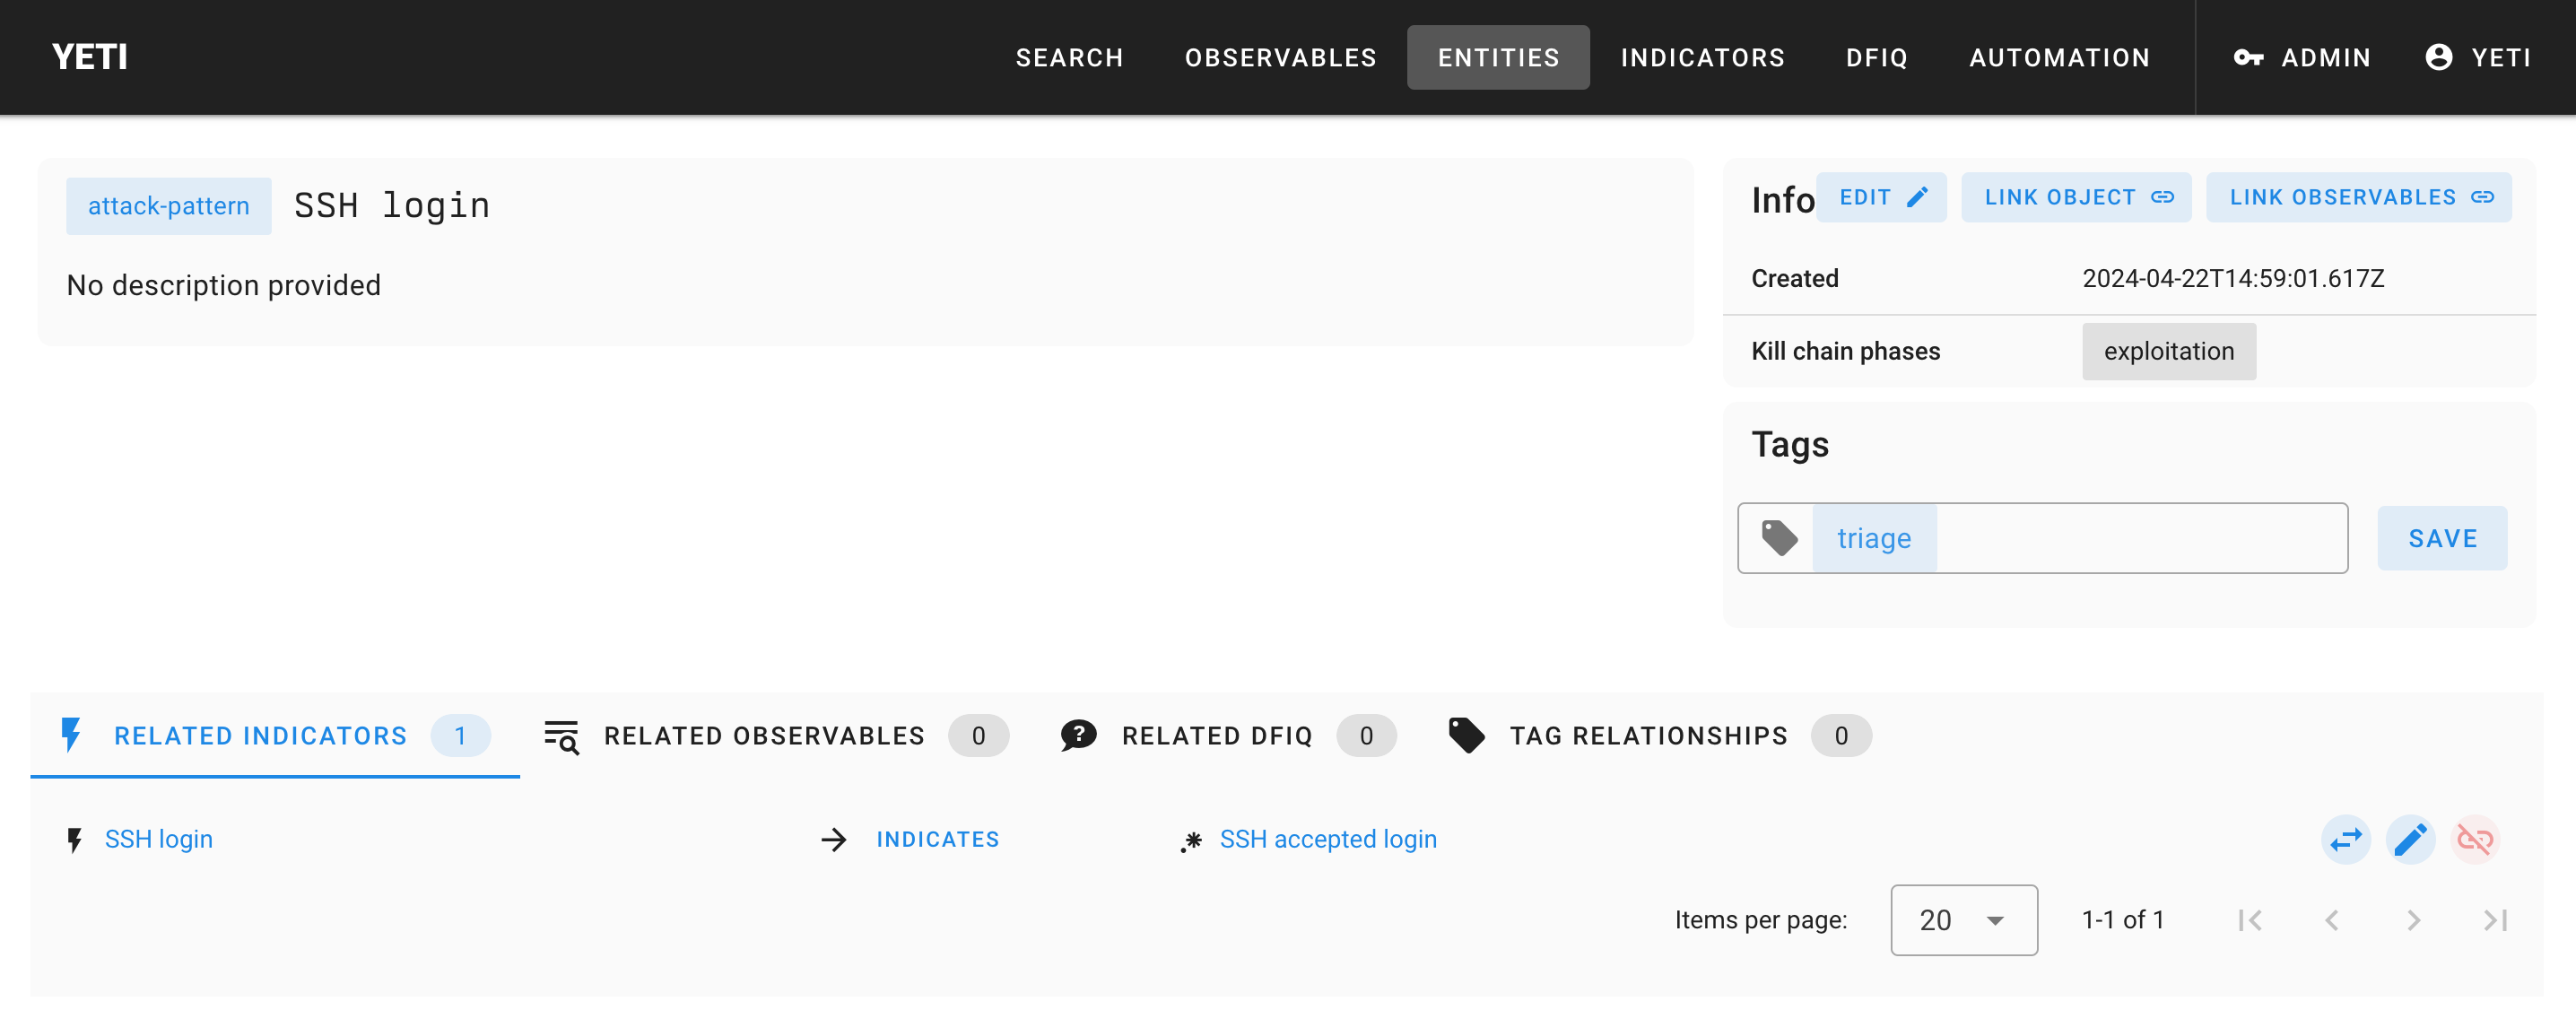 YETI SEARCH OBSERVABLES ENTITIES INDICATORS DFIQ AUTOMATION ADMIN YETI
attack-pattern SSH login
No description provided
Info EDIT LINK OBJECT LINK OBSERVABLES
Created 2024-04-22T14:59:01.617Z
Kill chain phases exploitation
Tags
triage SAVE
RELATED INDICATORS 1 RELATED OBSERVABLES 0 RELATED DFIQ 0 TAG RELATIONSHIPS 0
SSH login INDICATES SSH accepted login
Items per page: 20 1-1 of 1